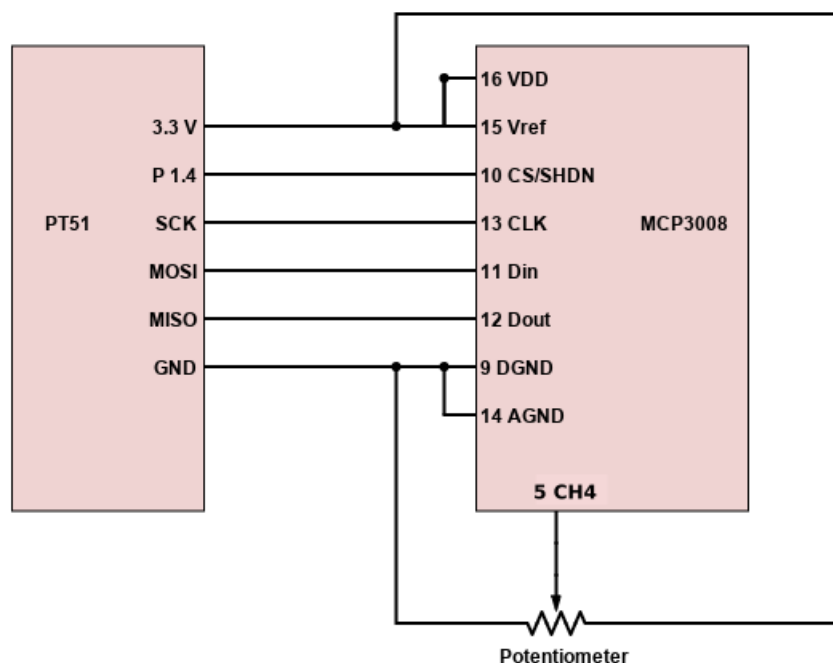 16 VDD
3.3 V
15 Vref
P 1.4
10 CS/SHDN
PT51
SCK
13 CLK
MCP3008
MOSI
11 Din
MISO
12 Dout
GND
9 DGND
14 AGND
5 CH4
Potentiometer